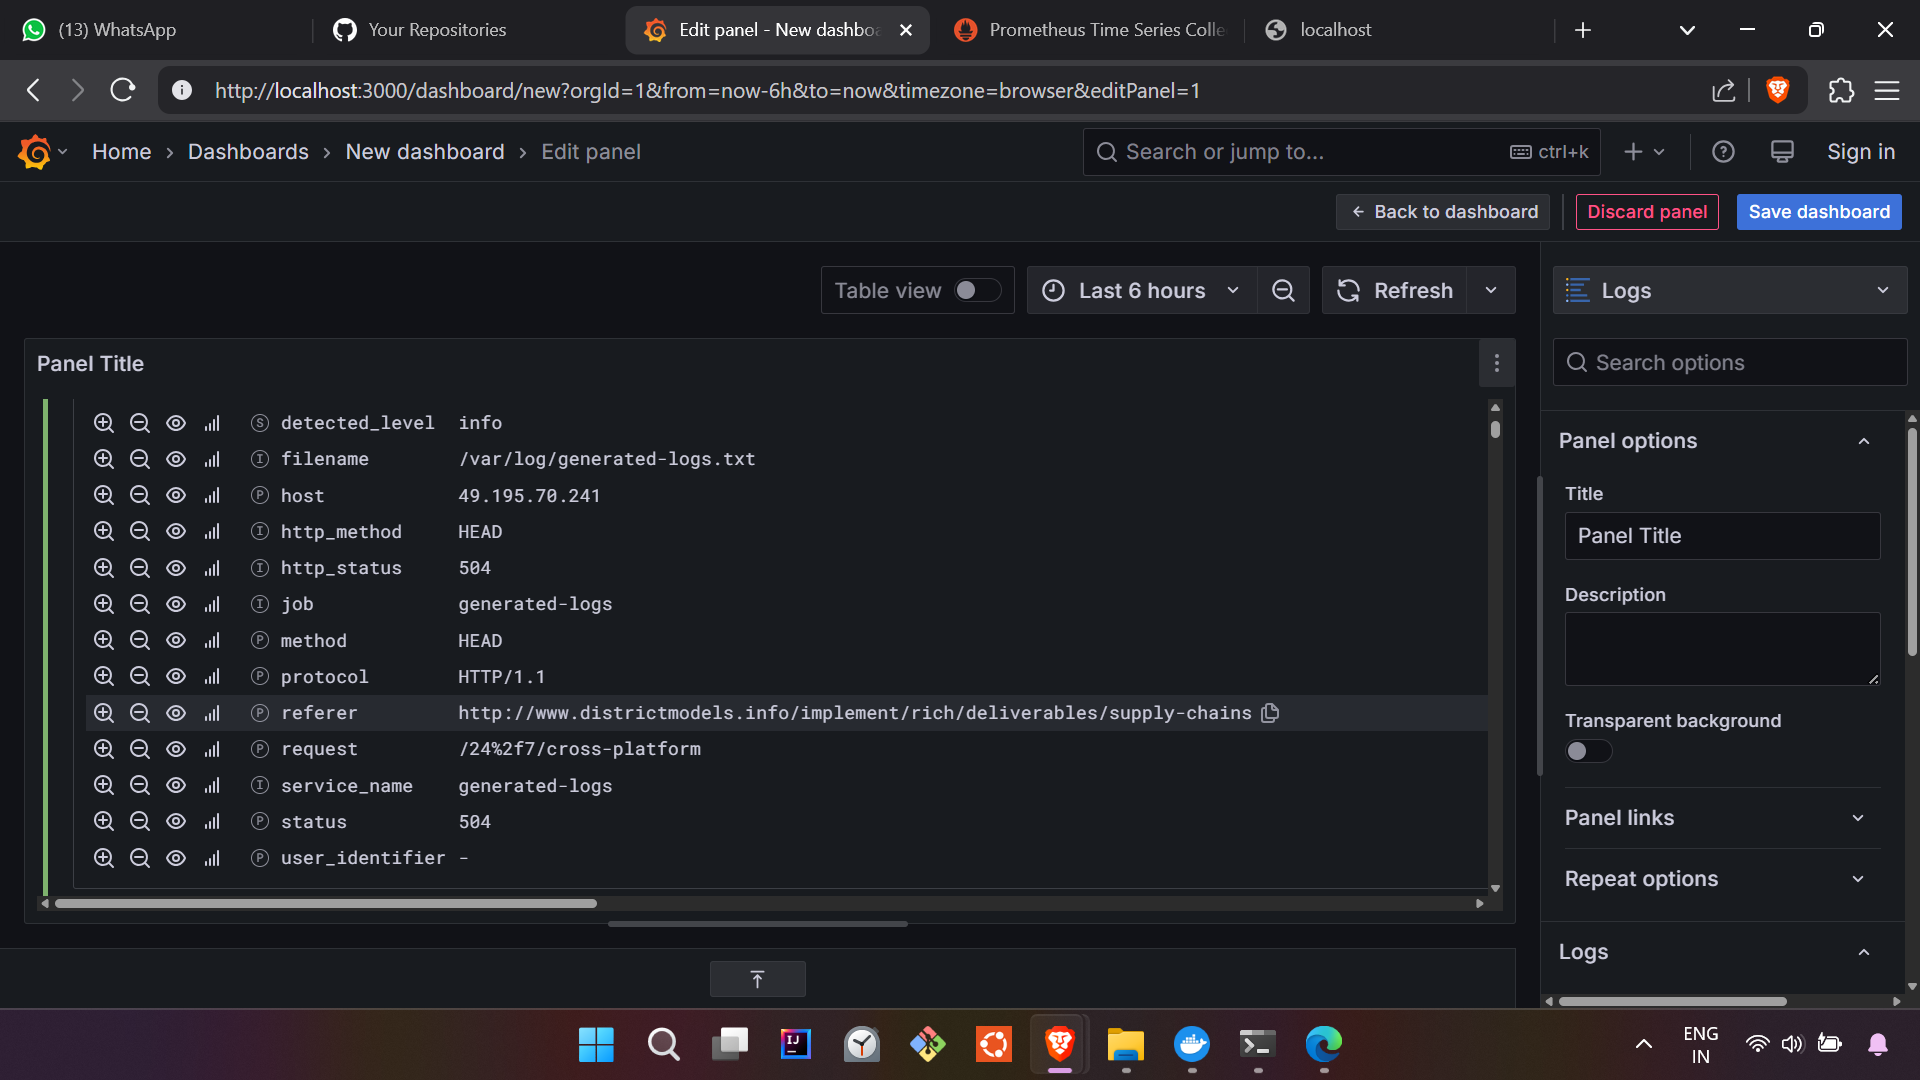 (13) WhatsApp
Your Repositories
Edit panel - New dashboa
Prometheus Time Series Colle
localhost
http://localhost:3000/dashboard/new?orgId=1&from=now-6h&to=now&timezone=browser&editPanel=1
Home › Dashboards › New dashboard › Edit panel
Search or jump to...
ctrl+k
Sign in
← Back to dashboard
Discard panel
Save dashboard
Table view
Last 6 hours
Refresh
Logs
Search options
Panel Title
S detected_level info
I filename /var/log/generated-logs.txt
P host 49.195.70.241
I http_method HEAD
I http_status 504
I job generated-logs
P method HEAD
P protocol HTTP/1.1
P referer http://www.districtmodels.info/implement/rich/deliverables/supply-chains
P request /24%2f7/cross-platform
I service_name generated-logs
P status 504
P user_identifier -
Panel options
Title
Panel Title
Description
Transparent background
Panel links
Repeat options
Logs
IJ
ENG
IN